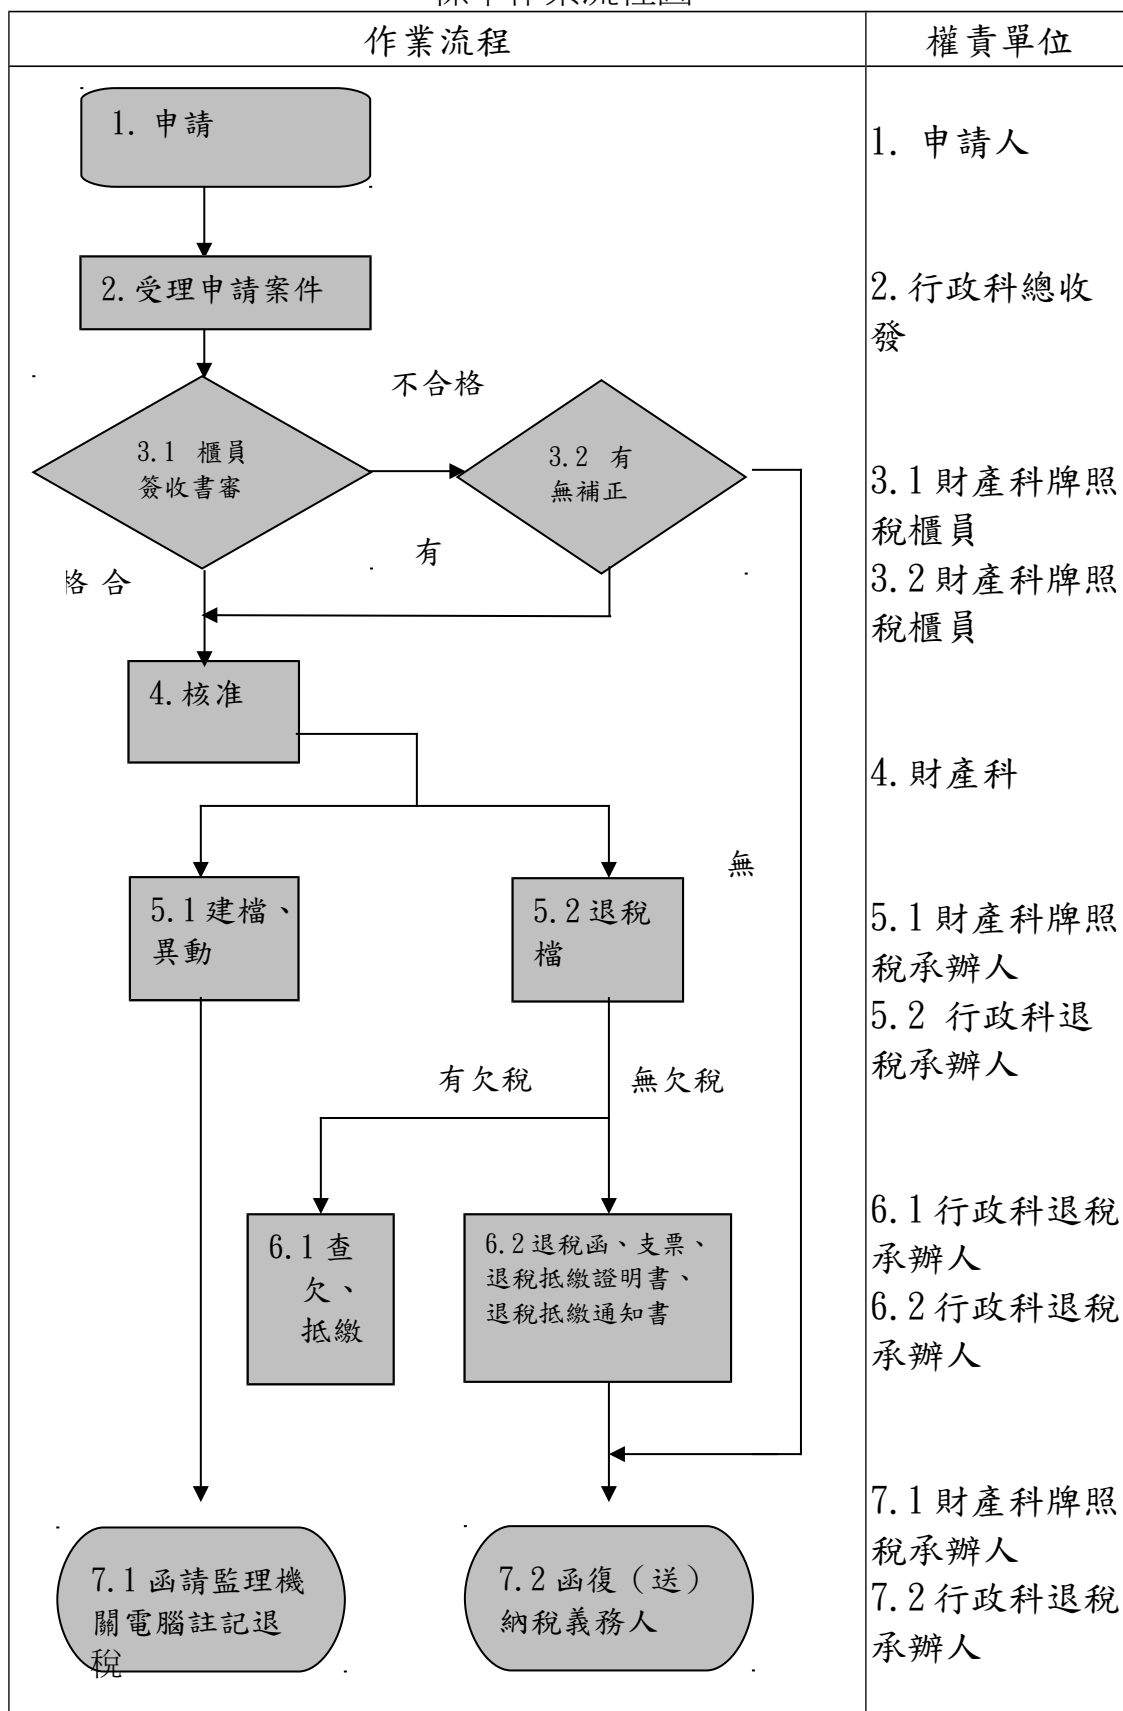 作業流程
權責單位
1. 申請
1. 申請人
2.受理申請案件
2.行政科總收
發
不合格
3.1 櫃員
簽收書審
3.2 有
無補正
3.1財產科牌照
稅櫃員
3.2財產科牌照
稅櫃員
有
格 合
4.核准
4.財產科
無
5.1建檔、
異動
5.2退稅
檔
5.1財產科牌照
稅承辦人
5.2 行政科退
稅承辦人
有欠稅
無欠稅
6.1查
欠、
抵繳
6.2退稅函、支票、
退稅抵繳證明書、
退稅抵繳通知書
6.1行政科退稅
承辦人
6.2行政科退稅
承辦人
7.1函請監理機
關電腦註記退
稅
7.2函復（送）
納稅義務人
7.1財產科牌照
稅承辦人
7.2行政科退稅
承辦人